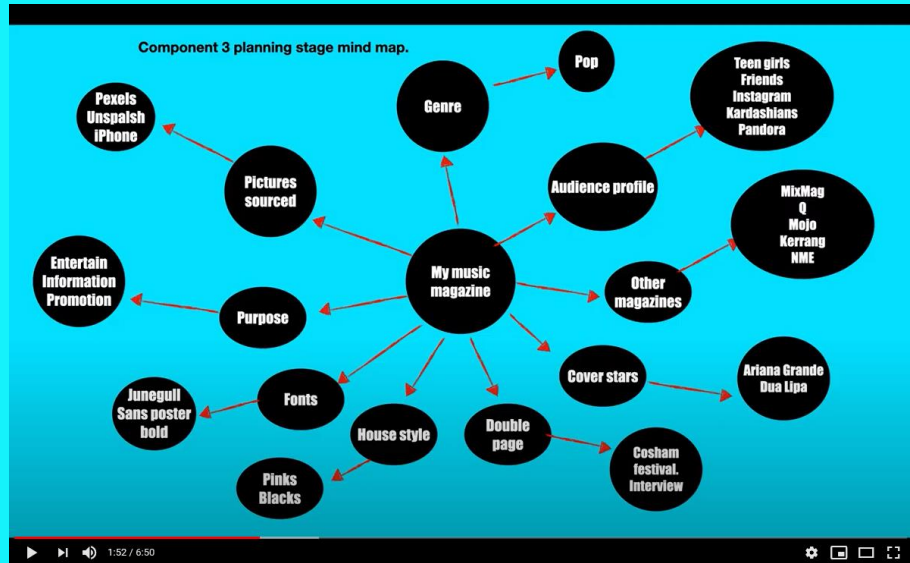 Component 3 planning stage mind map.
Pop
Genre
Teen girls
Friends
Instagram
Kardashians
Pandora
Pexels
Unspalsh
iPhone
Pictures
sourced
Audience profile
MixMag
Q
Mojo
Kerrang
NME
My music
magazine
Other
magazines
Entertain
Information
Promotion
Purpose
Cover stars
Ariana Grande
Dua Lipa
Fonts
Junegull
Sans poster
bold
House style
Double
page
Cosham
festival.
Interview
Pinks
Blacks
1:52 / 6:50